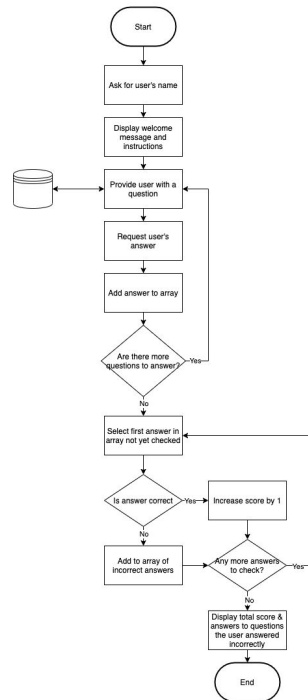 Start
Ask for user's name
Display welcome
message and
instructions
Provide user with a
question
Request user's
answer
Add answer to array
Are there more
questions to answer?
Yes
No
Select first answer in
array not yet checked
Is answer correct
Yes
Increase score by 1
No
Add to array of
incorrect answers
Any more answers
to check?
Yes
No
Display total score &
answers to questions
the user answered
incorrectly
End